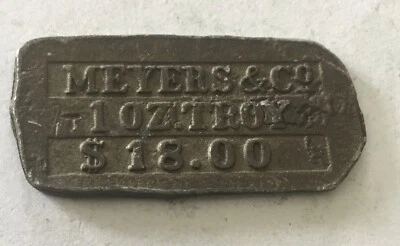 MEYERS & Co
1 OZ. TROY
$ 18.00